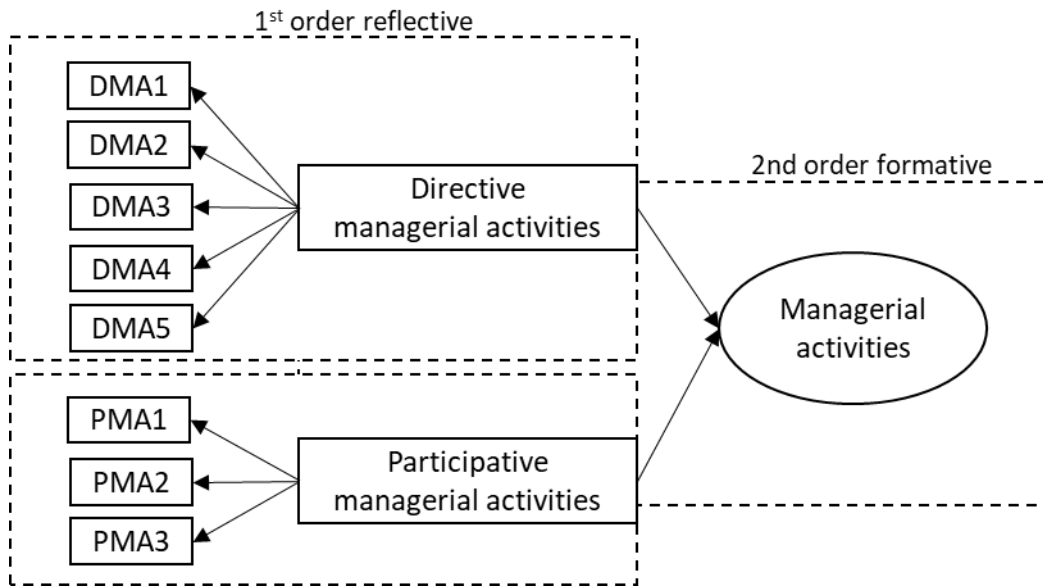 1st order reflective
DMA1
DMA2
DMA3
DMA4
DMA5
Directive
managerial activities
2nd order formative
Managerial
activities
PMA1
PMA2
PMA3
Participative
managerial activities